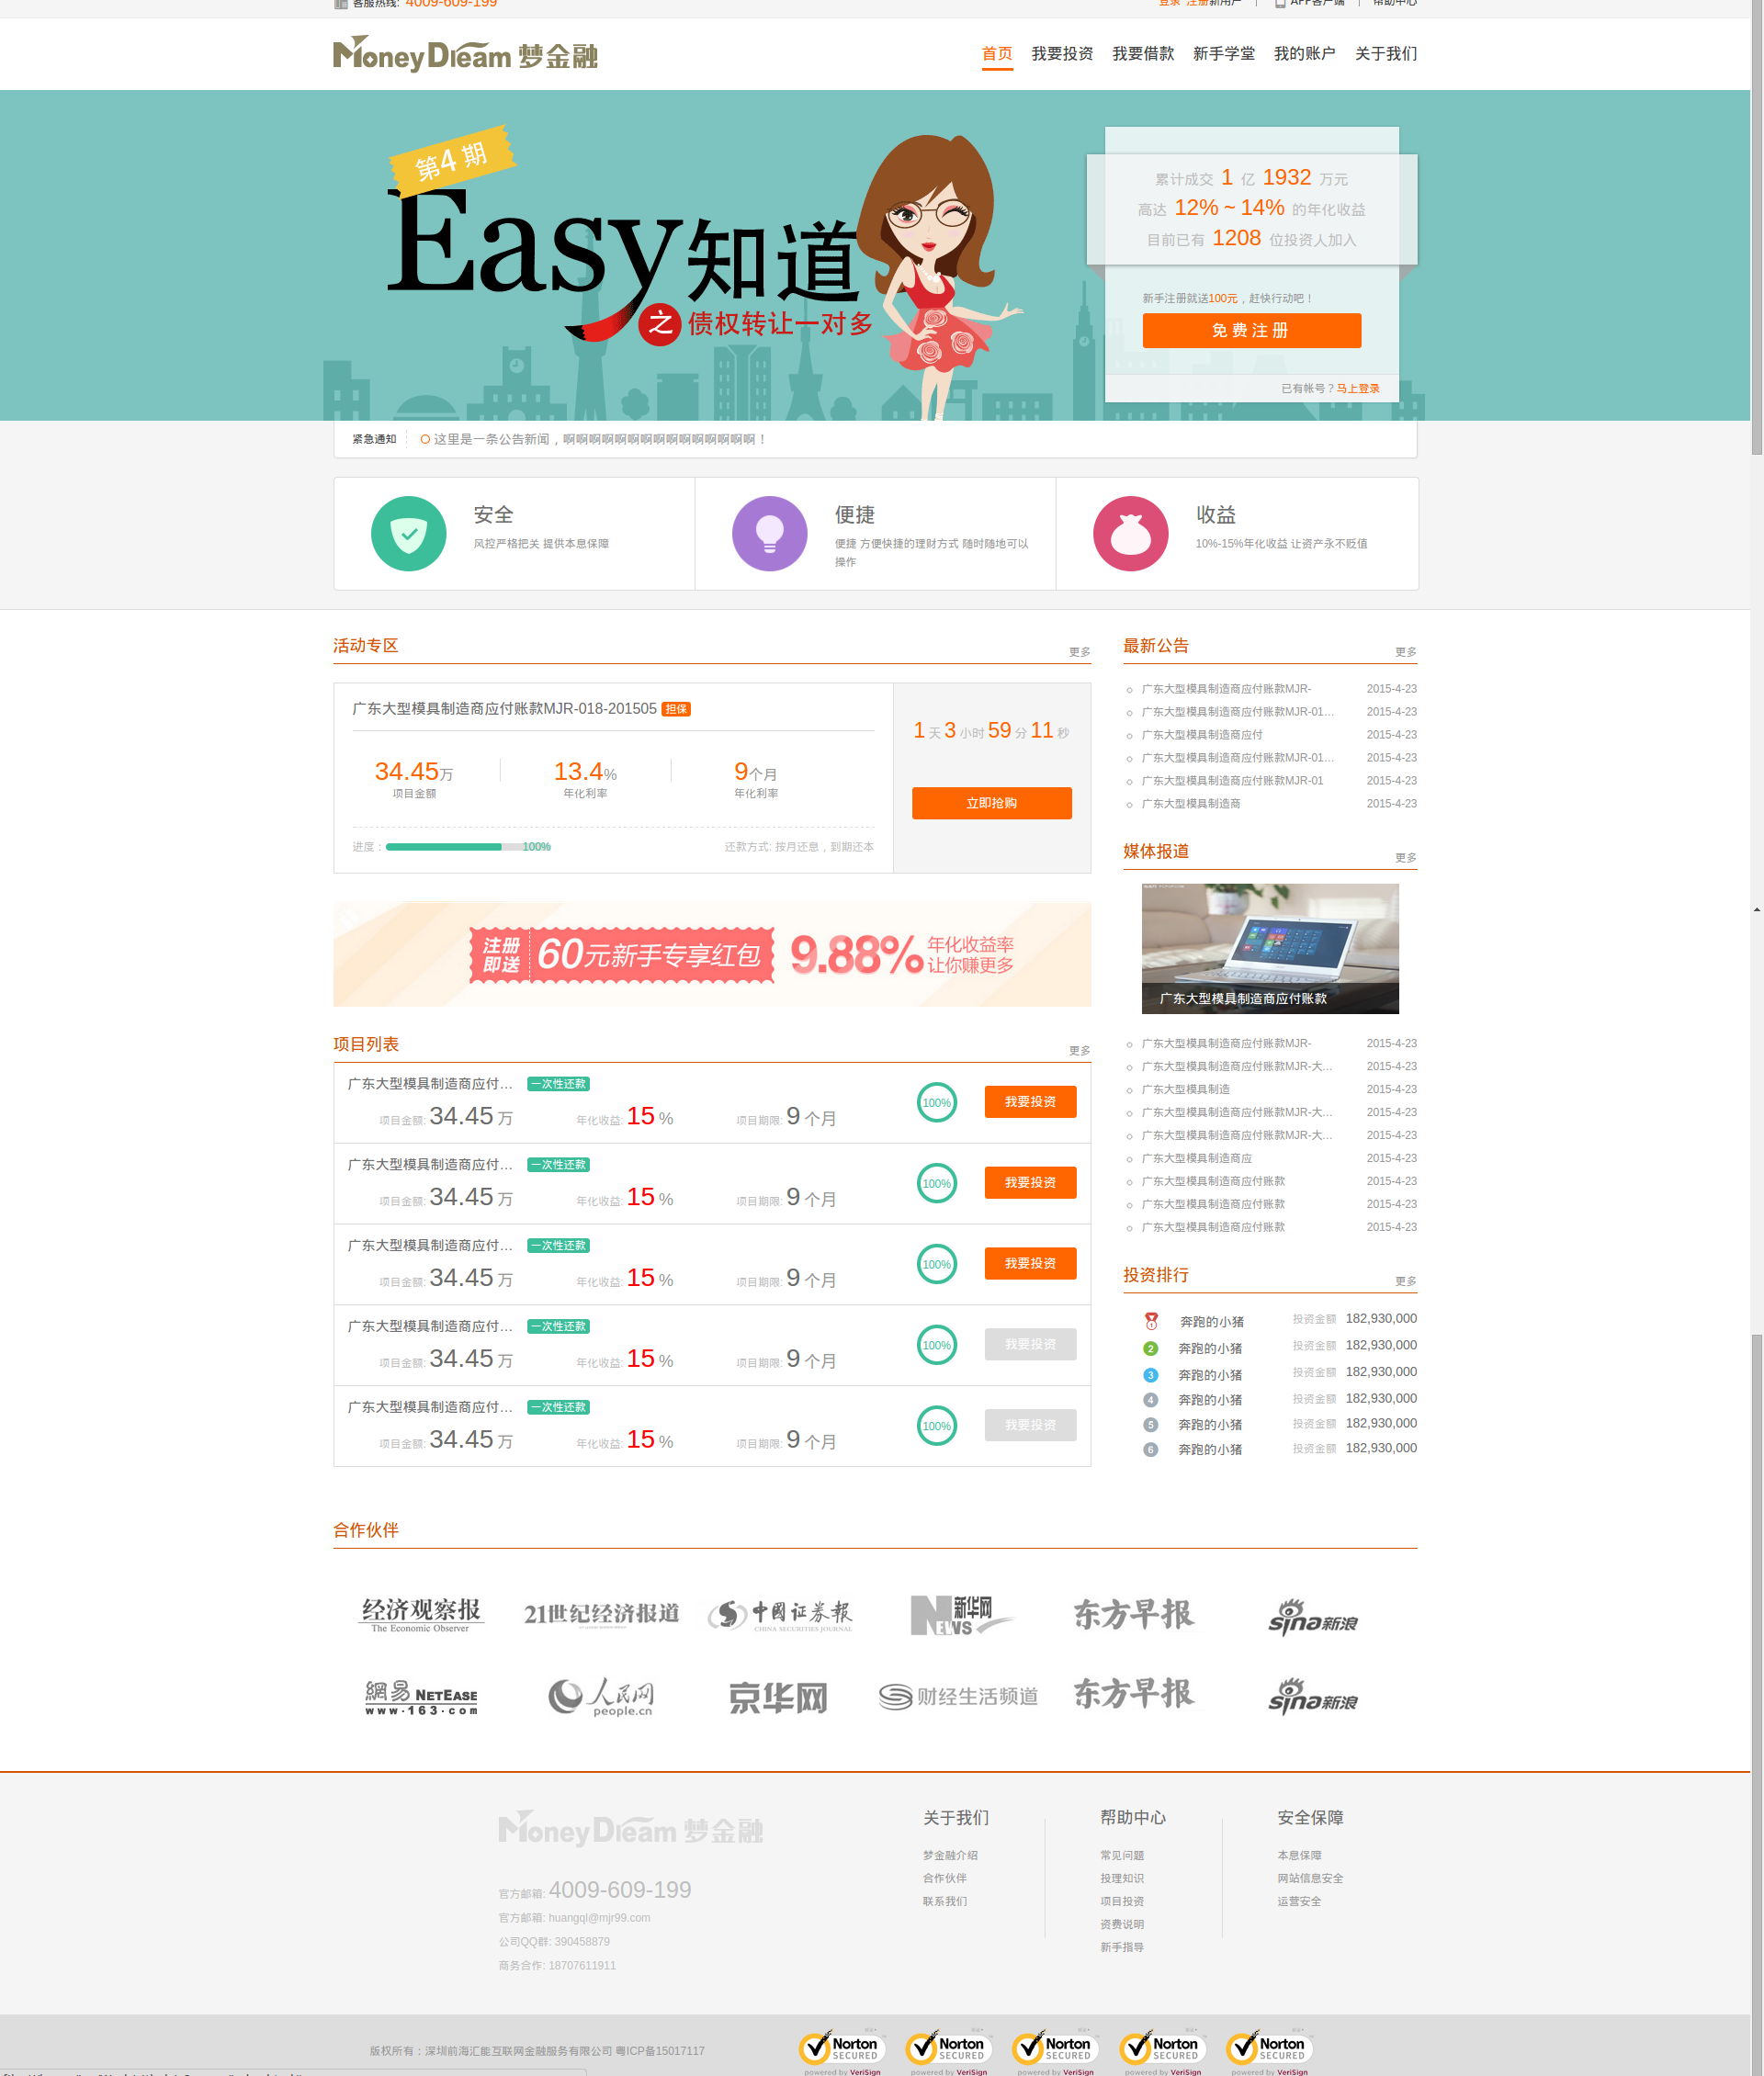 客服热线: 4009-609-199
登录 注册新用户 | APP客户端 | 帮助中心
MoneyDream 梦金融
首页 我要投资 我要借款 新手学堂 我的账户 关于我们
第4期
Easy知道
之 债权转让一对多
累计成交 1 亿 1932 万元
高达 12% ~ 14% 的年化收益
目前已有 1208 位投资人加入
新手注册就送100元，赶快行动吧！
免费注册
已有帐号？马上登录
紧急通知 这里是一条公告新闻，啊啊啊啊啊啊啊啊啊啊啊啊啊啊啊！
安全
风控严格把关 提供本息保障
便捷
便捷 方便快捷的理财方式 随时随地可以
操作
收益
10%-15%年化收益 让资产永不贬值
活动专区 更多
广东大型模具制造商应付账款MJR-018-201505 担保
34.45万
项目金额
13.4%
年化利率
9个月
年化利率
进度： 100%
还款方式: 按月还息，到期还本
1 天 3 小时 59 分 11 秒
立即抢购
注册
即送
60元新手专享红包
9.88%
年化收益率
让你赚更多
项目列表 更多
广东大型模具制造商应付... 一次性还款
项目金额: 34.45 万 年化收益: 15 % 项目期限: 9 个月 100% 我要投资
广东大型模具制造商应付... 一次性还款
项目金额: 34.45 万 年化收益: 15 % 项目期限: 9 个月 100% 我要投资
广东大型模具制造商应付... 一次性还款
项目金额: 34.45 万 年化收益: 15 % 项目期限: 9 个月 100% 我要投资
广东大型模具制造商应付... 一次性还款
项目金额: 34.45 万 年化收益: 15 % 项目期限: 9 个月 100% 我要投资
广东大型模具制造商应付... 一次性还款
项目金额: 34.45 万 年化收益: 15 % 项目期限: 9 个月 100% 我要投资
最新公告 更多
广东大型模具制造商应付账款MJR- 2015-4-23
广东大型模具制造商应付账款MJR-01... 2015-4-23
广东大型模具制造商应付 2015-4-23
广东大型模具制造商应付账款MJR-01... 2015-4-23
广东大型模具制造商应付账款MJR-01 2015-4-23
广东大型模具制造商 2015-4-23
媒体报道 更多
广东大型模具制造商应付账款
广东大型模具制造商应付账款MJR- 2015-4-23
广东大型模具制造商应付账款MJR-大... 2015-4-23
广东大型模具制造 2015-4-23
广东大型模具制造商应付账款MJR-大... 2015-4-23
广东大型模具制造商应付账款MJR-大... 2015-4-23
广东大型模具制造商应 2015-4-23
广东大型模具制造商应付账款 2015-4-23
广东大型模具制造商应付账款 2015-4-23
广东大型模具制造商应付账款 2015-4-23
投资排行 更多
1 奔跑的小猪 投资金额 182,930,000
2 奔跑的小猪 投资金额 182,930,000
3 奔跑的小猪 投资金额 182,930,000
4 奔跑的小猪 投资金额 182,930,000
5 奔跑的小猪 投资金额 182,930,000
6 奔跑的小猪 投资金额 182,930,000
合作伙伴
经济观察报
The Economic Observer
21世纪经济报道
中国证券報
CHINA SECURITIES JOURNAL
新华网
NEWS
东方早报
sina新浪
網易 NETEASE
www.163.com
人民网
people.cn
京华网
财经生活频道
东方早报
sina新浪
MoneyDream 梦金融
官方邮箱: 4009-609-199
官方邮箱: huangql@mjr99.com
公司QQ群: 390458879
商务合作: 18707611911
关于我们
梦金融介绍
合作伙伴
联系我们
帮助中心
常见问题
投理知识
项目投资
资费说明
新手指导
安全保障
本息保障
网站信息安全
运营安全
版权所有：深圳前海汇能互联网金融服务有限公司 粤ICP备15017117
Norton
SECURED
powered by VeriSign
Norton
SECURED
powered by VeriSign
Norton
SECURED
powered by VeriSign
Norton
SECURED
powered by VeriSign
Norton
SECURED
powered by VeriSign